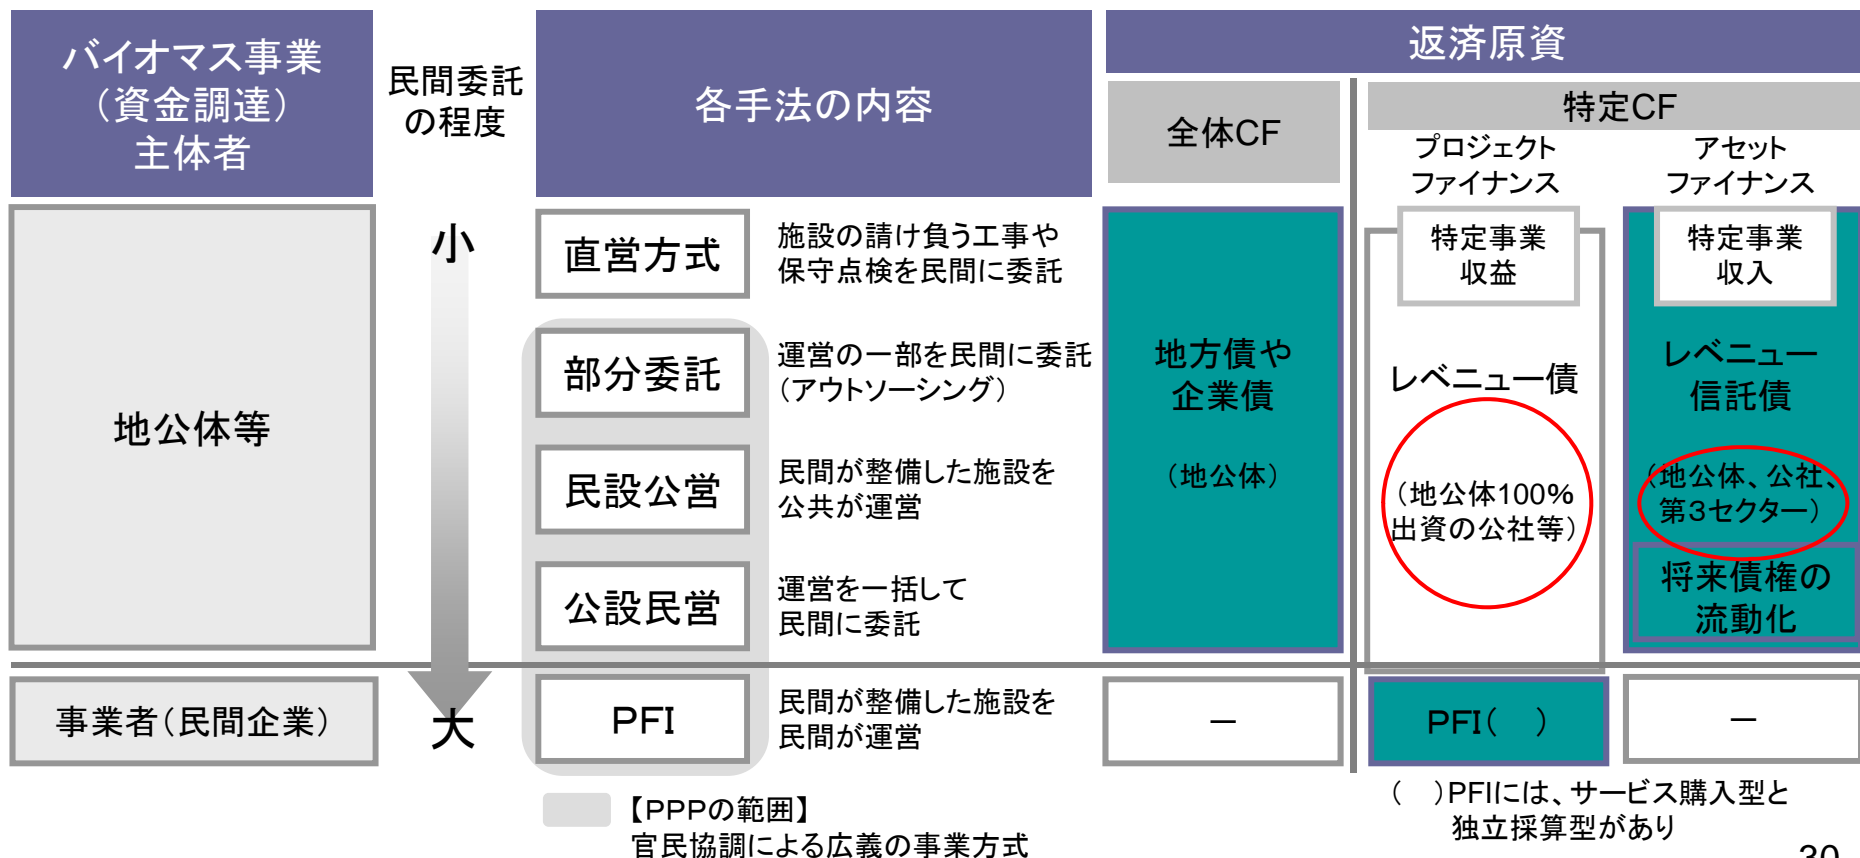 バイオマス事業
（資金調達）
主体者
民間委託
の程度
各手法の内容
返済原資
全体CF
特定CF
プロジェクト
ファイナンス
アセット
ファイナンス
地公体等
小
直営方式
施設の請け負う工事や
保守点検を民間に委託
部分委託
運営の一部を民間に委託
（アウトソーシング）
民設公営
民間が整備した施設を
公共が運営
公設民営
運営を一括して
民間に委託
地方債や
企業債
（地公体）
特定事業
収益
レベニュー債
（地公体100%
出資の公社等）
特定事業
収入
レベニュー
信託債
（地公体、公社、
第３セクター）
将来債権の
流動化
事業者（民間企業）
大
PFI
民間が整備した施設を
民間が運営
－
PFI(　)
－
【PPPの範囲】
官民協調による広義の事業方式
(　)PFIには、サービス購入型と
独立採算型があり
30